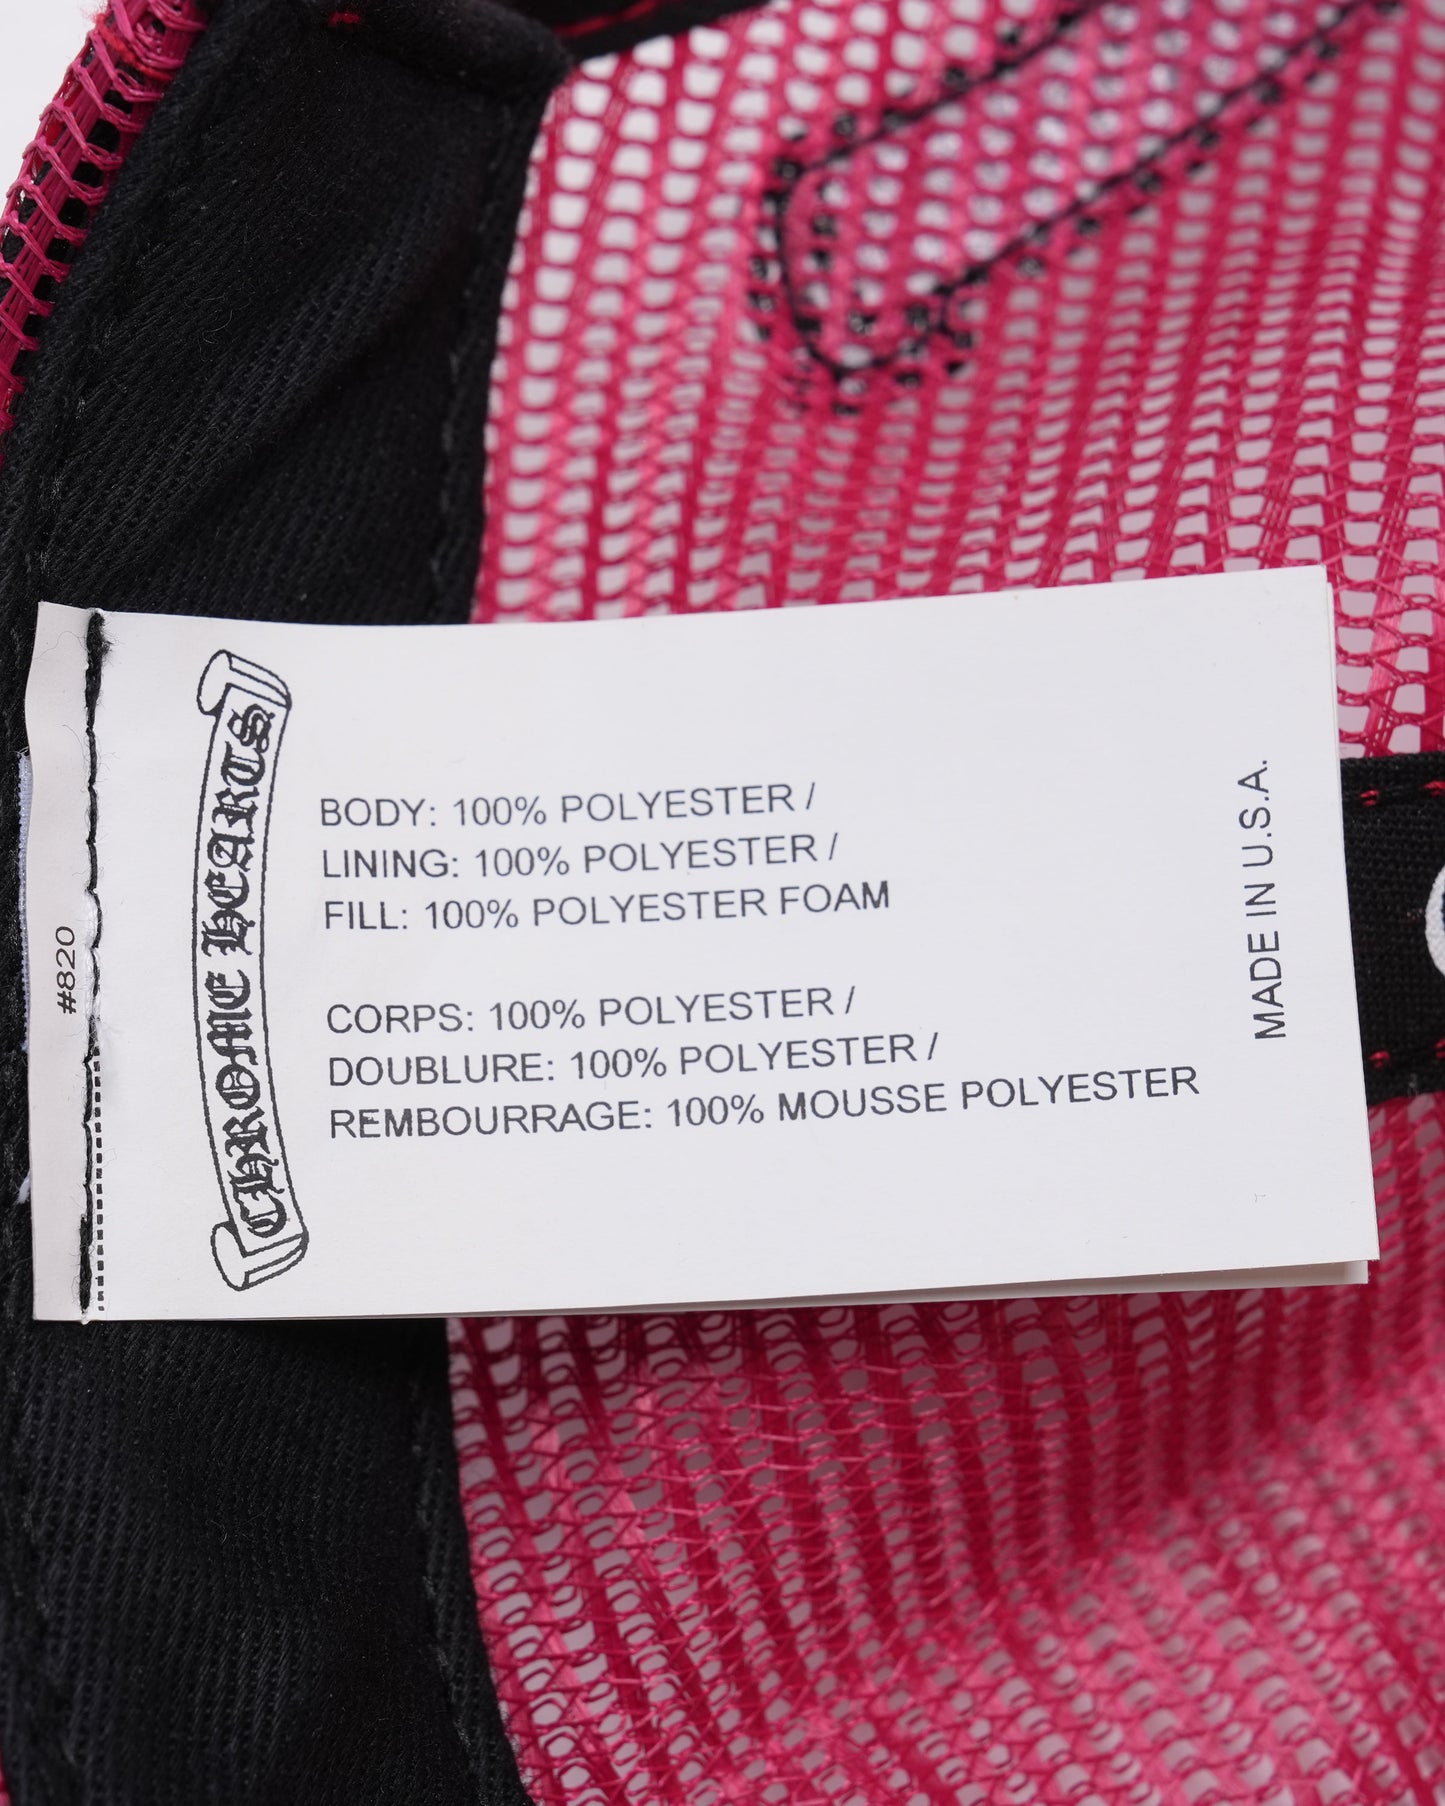 #820
CHROME HEARTS
BODY: 100% POLYESTER /
LINING: 100% POLYESTER /
FILL: 100% POLYESTER FOAM
CORPS: 100% POLYESTER /
DOUBLURE: 100% POLYESTER /
REMBOURRAGE: 100% MOUSSE POLYESTER
MADE IN U.S.A.